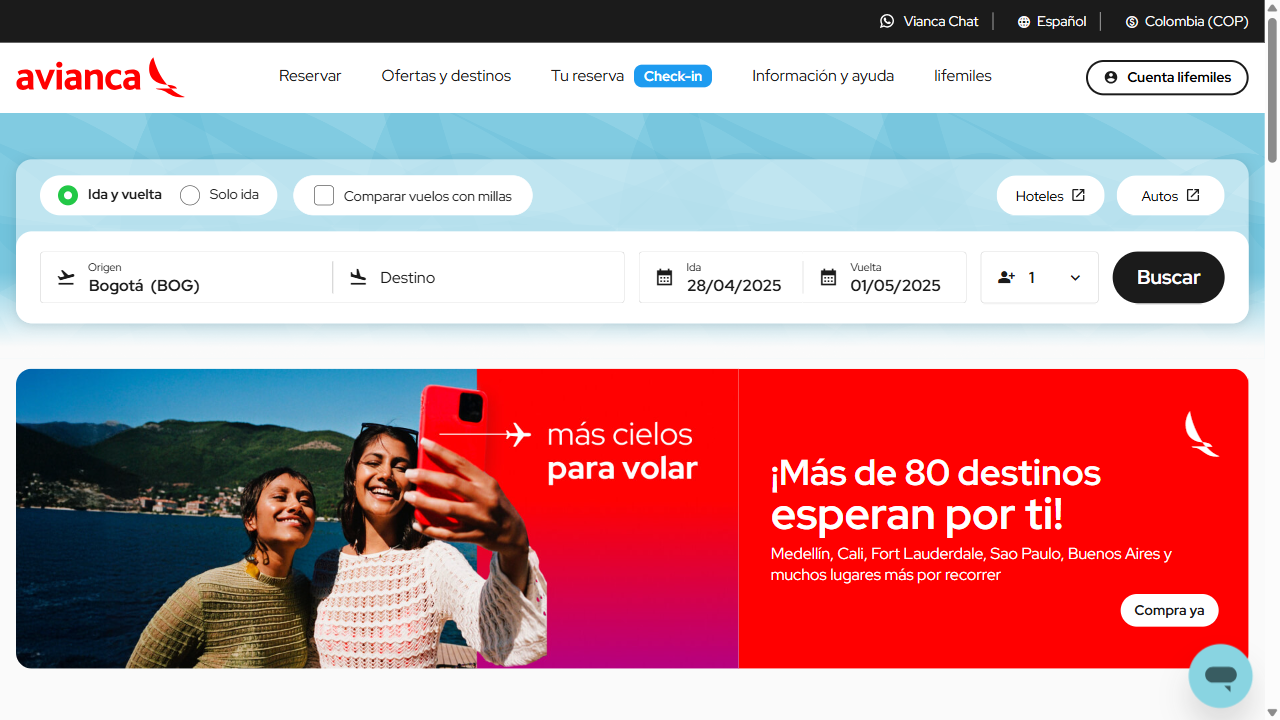 Vianca Chat
Español
Colombia (COP)
avianca
Reservar
Ofertas y destinos
Tu reserva
Check-in
Información y ayuda
lifemiles
Cuenta lifemiles
Ida y vuelta
Solo ida
Comparar vuelos con millas
Hoteles
Autos
Origen
Bogotá (BOG)
Destino
Ida
28/04/2025
Vuelta
01/05/2025
1
Buscar
más cielos
para volar
¡Más de 80 destinos
esperan por ti!
Medellín, Cali, Fort Lauderdale, Sao Paulo, Buenos Aires y
muchos lugares más por recorrer
Compra ya